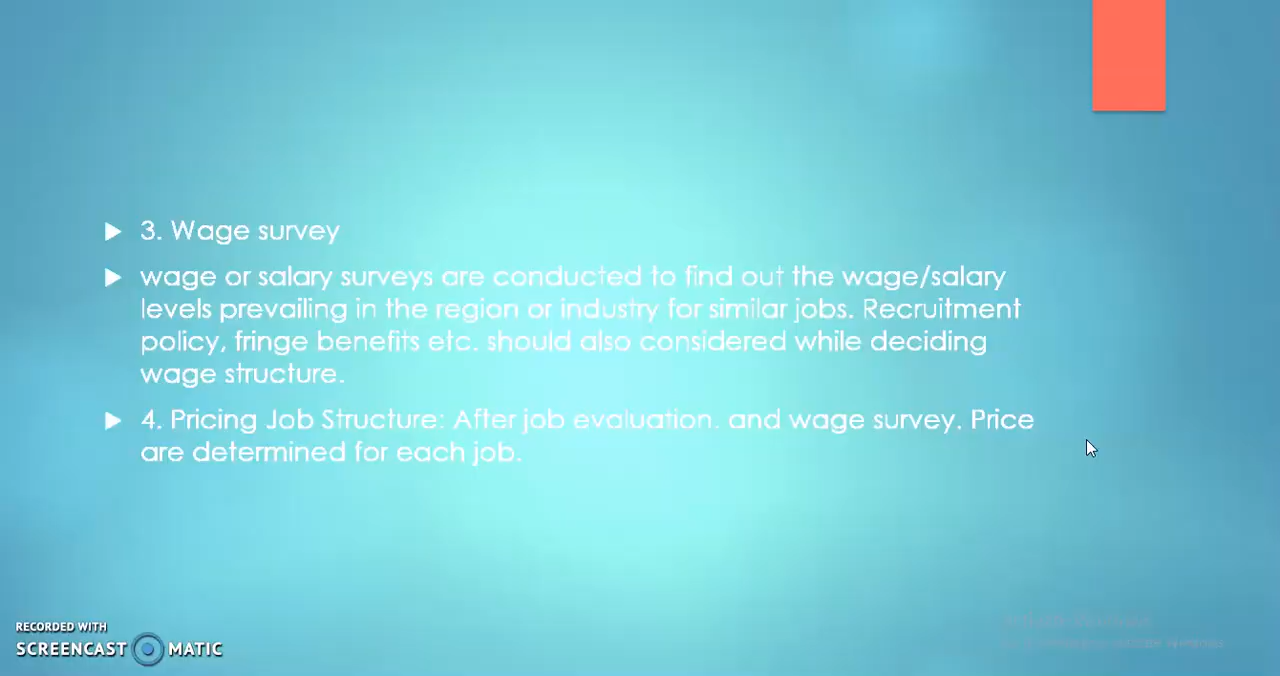 3. Wage survey
wage or salary surveys are conducted to find out the wage/salary
levels prevailing in the region or industry for similar jobs. Recruitment
policy, fringe benefits etc. should also considered while deciding
wage structure.
4. Pricing Job Structure: After job evaluation. and wage survey. Price
are determined for each job.
RECORDED WITH
SCREENCAST MATIC